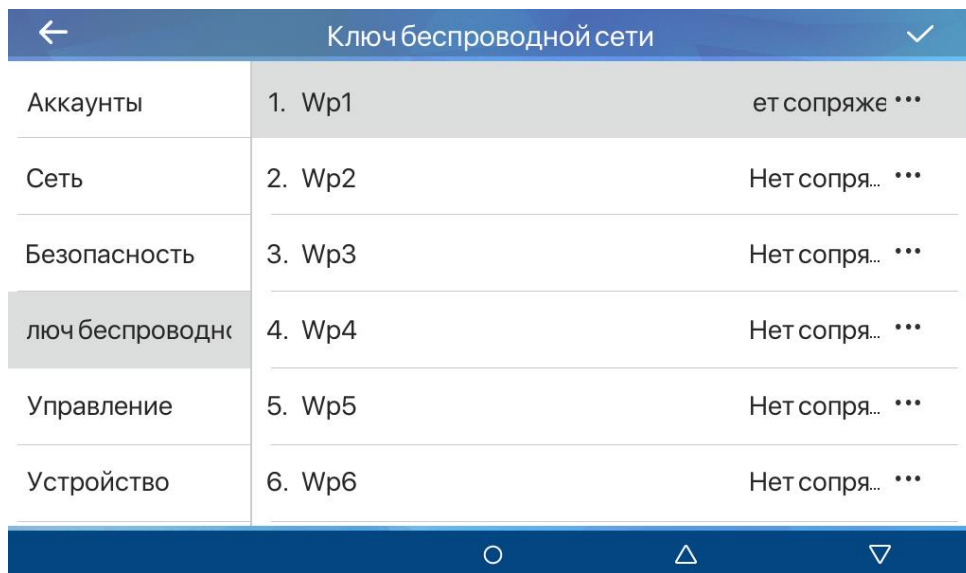 Ключ беспроводной сети
Аккаунты
1. Wp1 ет сопряже
Сеть
2. Wp2 Нет сопря...
Безопасность
3. Wp3 Нет сопря...
люч беспроводно
4. Wp4 Нет сопря...
Управление
5. Wp5 Нет сопря...
Устройство
6. Wp6 Нет сопря...